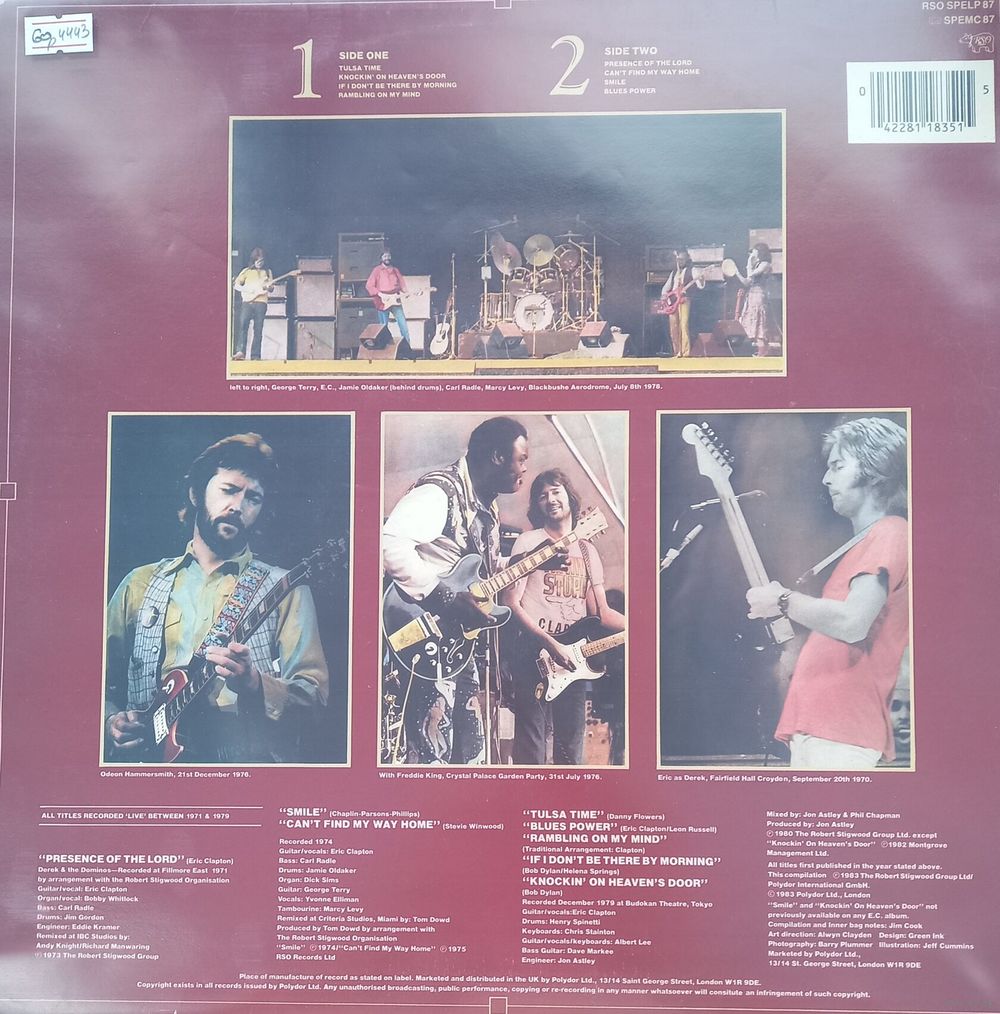 RSO SPELP 87
SPEMC 87
RSO
4443
1
SIDE ONE
TULSA TIME
KNOCKIN' ON HEAVEN'S DOOR
IF I DON'T BE THERE BY MORNING
RAMBLING ON MY MIND
2
SIDE TWO
PRESENCE OF THE LORD
CAN'T FIND MY WAY HOME
SMILE
BLUES POWER
0 42281 18351 5
left to right, George Terry, E.C., Jamie Oldaker (behind drums), Carl Radle, Marcy Levy, Blackbushe Aerodrome, July 8th 1978.
Odeon Hammersmith, 21st December 1976.
With Freddie King, Crystal Palace Garden Party, 31st July 1976.
Eric as Derek, Fairfield Hall Croydon, September 20th 1970.
ALL TITLES RECORDED 'LIVE' BETWEEN 1971 & 1979
"PRESENCE OF THE LORD" (Eric Clapton)
Derek & the Dominos—Recorded at Fillmore East 1971
by arrangement with the Robert Stigwood Organisation
Guitar/vocal: Eric Clapton
Organ/vocal: Bobby Whitlock
Bass: Carl Radle
Drums: Jim Gordon
Engineer: Eddie Kramer
Remixed at IBC Studios by:
Andy Knight/Richard Manwaring
℗ 1973 The Robert Stigwood Group
"SMILE" (Chaplin-Parsons-Phillips)
"CAN'T FIND MY WAY HOME" (Stevie Winwood)
Recorded 1974
Guitar/vocals: Eric Clapton
Bass: Carl Radle
Drums: Jamie Oldaker
Organ: Dick Sims
Guitar: George Terry
Vocals: Yvonne Elliman
Tambourine: Marcy Levy
Remixed at Criteria Studios, Miami by: Tom Dowd
Produced by Tom Dowd by arrangement with
The Robert Stigwood Organisation
"Smile" ℗ 1974/"Can't Find My Way Home" ℗ 1975
RSO Records Ltd
"TULSA TIME" (Danny Flowers)
"BLUES POWER" (Eric Clapton/Leon Russell)
"RAMBLING ON MY MIND"
(Traditional Arrangement: Clapton)
"IF I DON'T BE THERE BY MORNING"
(Bob Dylan/Helena Springs)
"KNOCKIN' ON HEAVEN'S DOOR"
(Bob Dylan)
Recorded December 1979 at Budokan Theatre, Tokyo
Guitar/vocals:Eric Clapton
Drums: Henry Spinetti
Keyboards: Chris Stainton
Guitar/vocals/keyboards: Albert Lee
Bass Guitar: Dave Markee
Engineer: Jon Astley
Mixed by: Jon Astley & Phil Chapman
Produced by: Jon Astley
℗ 1980 The Robert Stigwood Group Ltd. except
"Knockin' On Heaven's Door" ℗ 1982 Montgrove
Management Ltd.
All titles first published in the year stated above.
This compilation ℗ 1983 The Robert Stigwood Group Ltd/
Polydor International GmbH.
© 1983 Polydor Ltd., London
"Smile" and "Knockin' On Heaven's Door" not
previously available on any E.C. album.
Compilation and Inner bag notes: Jim Cook
Art direction: Alwyn Clayden Design: Green Ink
Photography: Barry Plummer Illustration: Jeff Cummins
Marketed by Polydor Ltd.,
13/14 St. George Street, London W1R 9DE
Place of manufacture of record as stated on label. Marketed and distributed in the UK by Polydor Ltd., 13/14 Saint George Street, London W1R 9DE.
Copyright exists in all records issued by Polydor Ltd. Any unauthorised broadcasting, public performance, copying or re-recording in any manner whatsoever will consitute an infringement of such copyright.